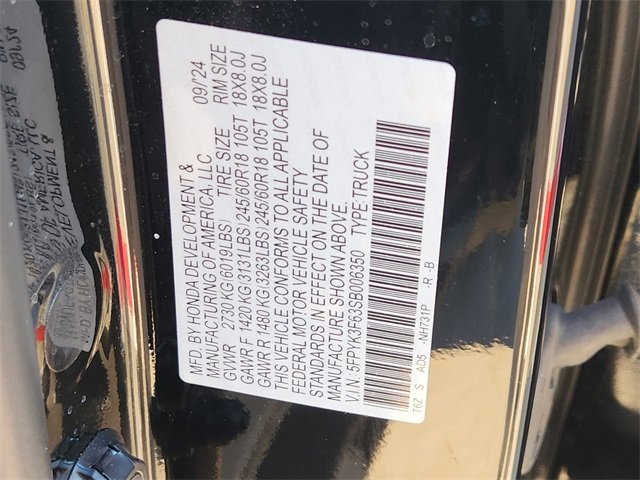 MFD. BY HONDA DEVELOPMENT & 09/24
MANUFACTURING OF AMERICA, LLC
GVWR 2730 KG(6019LBS) TIRE SIZE RIM SIZE
GAWR F 1420 KG(3131LBS)245/60R18 105T 18X8.0J
GAWR R 1480 KG(3263LBS)245/60R18 105T 18X8.0J
THIS VEHICLE CONFORMS TO ALL APPLICABLE
FEDERAL MOTOR VEHICLE SAFETY
STANDARDS IN EFFECT ON THE DATE OF
MANUFACTURE SHOWN ABOVE.
V.I.N. 5FPYK3F63SB006350 TYPE:TRUCK
T6Z S AD5 -NH731P -R -B